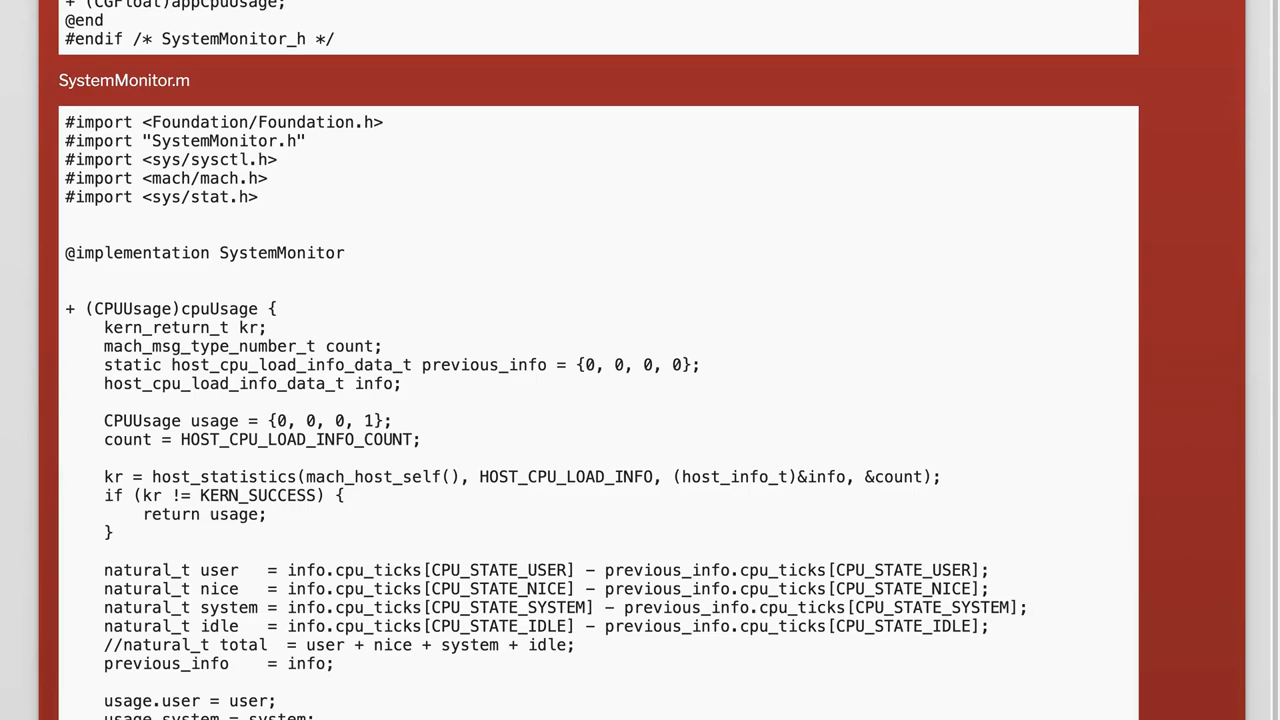 + (CGFloat)appCpuUsage;
@end
#endif /* SystemMonitor_h */
SystemMonitor.m
#import <Foundation/Foundation.h>
#import "SystemMonitor.h"
#import <sys/sysctl.h>
#import <mach/mach.h>
#import <sys/stat.h>
@implementation SystemMonitor
+ (CPUUsage)cpuUsage {
    kern_return_t kr;
    mach_msg_type_number_t count;
    static host_cpu_load_info_data_t previous_info = {0, 0, 0, 0};
    host_cpu_load_info_data_t info;
    CPUUsage usage = {0, 0, 0, 1};
    count = HOST_CPU_LOAD_INFO_COUNT;
    kr = host_statistics(mach_host_self(), HOST_CPU_LOAD_INFO, (host_info_t)&info, &count);
    if (kr != KERN_SUCCESS) {
        return usage;
    }
    natural_t user   = info.cpu_ticks[CPU_STATE_USER] - previous_info.cpu_ticks[CPU_STATE_USER];
    natural_t nice   = info.cpu_ticks[CPU_STATE_NICE] - previous_info.cpu_ticks[CPU_STATE_NICE];
    natural_t system = info.cpu_ticks[CPU_STATE_SYSTEM] - previous_info.cpu_ticks[CPU_STATE_SYSTEM];
    natural_t idle   = info.cpu_ticks[CPU_STATE_IDLE] - previous_info.cpu_ticks[CPU_STATE_IDLE];
    //natural_t total  = user + nice + system + idle;
    previous_info    = info;
    usage.user = user;
    usage.system = system;